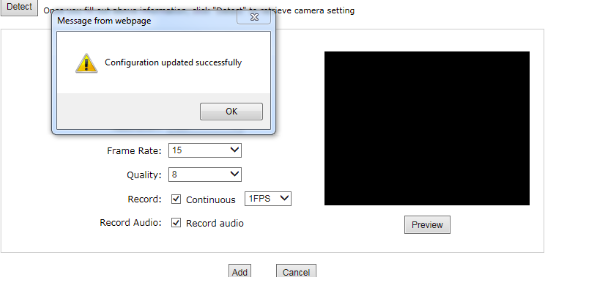 Detect
Once you fill out above information, click "Detect" to retrieve camera setting
Message from webpage
Configuration updated successfully
OK
Frame Rate: 15
Quality: 8
Record: Continuous 1FPS
Record Audio: Record audio
Preview
Add Cancel